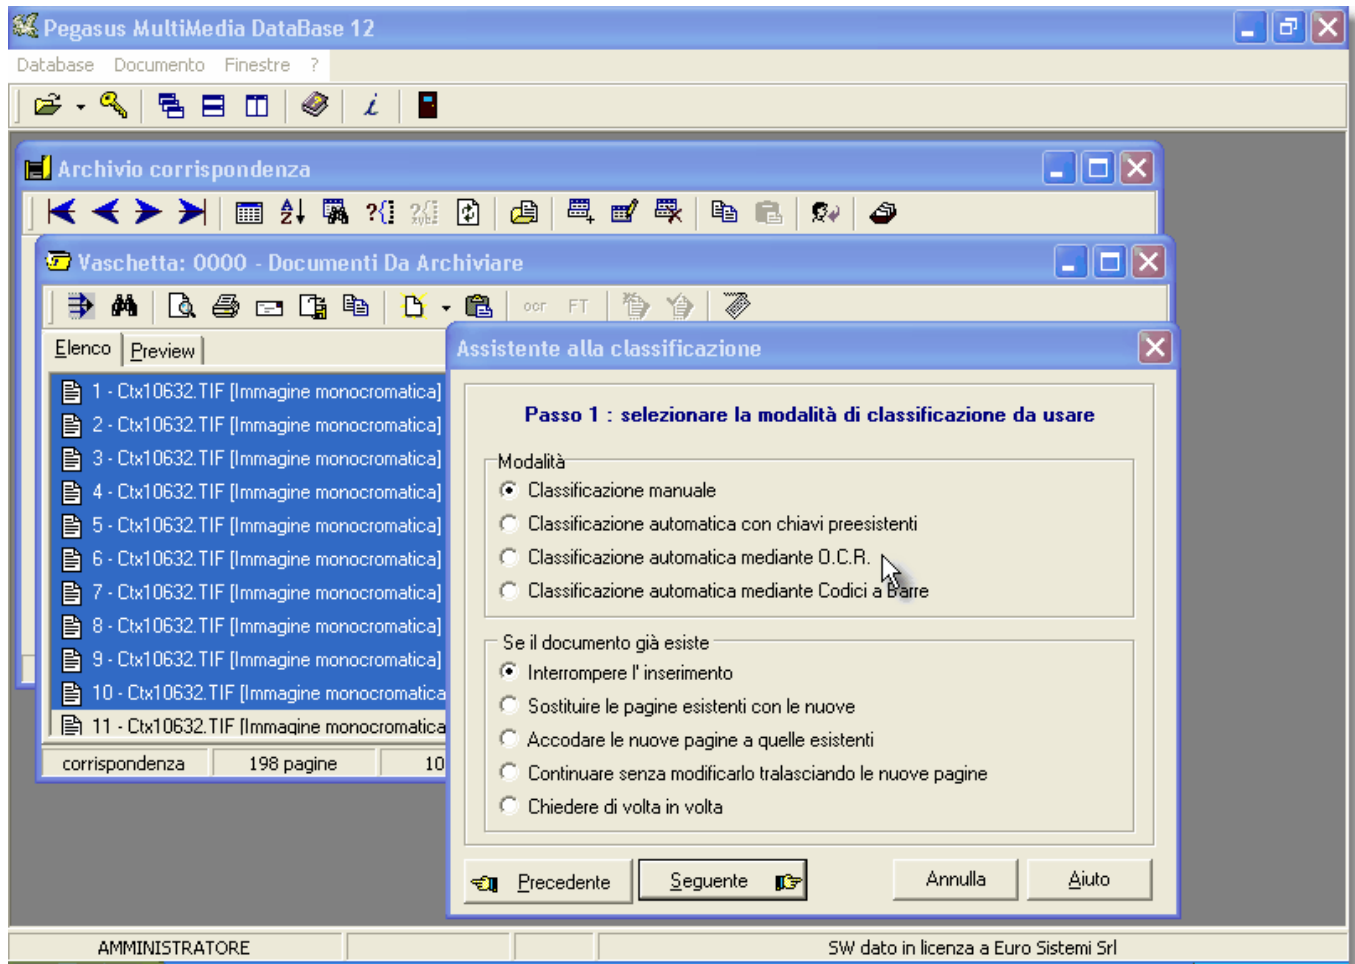 Pegasus MultiMedia DataBase 12
Database Documento Finestre ?
Archivio corrispondenza
Vaschetta: 0000 - Documenti Da Archiviare
ocr FT
Elenco Preview
1 - Ctx10632.TIF [Immagine monocromatica]
2 - Ctx10632.TIF [Immagine monocromatica]
3 - Ctx10632.TIF [Immagine monocromatica]
4 - Ctx10632.TIF [Immagine monocromatica]
5 - Ctx10632.TIF [Immagine monocromatica]
6 - Ctx10632.TIF [Immagine monocromatica]
7 - Ctx10632.TIF [Immagine monocromatica]
8 - Ctx10632.TIF [Immagine monocromatica]
9 - Ctx10632.TIF [Immagine monocromatica]
10 - Ctx10632.TIF [Immagine monocromatica
11 - Ctx10632.TIF [Immagine monocromatica
corrispondenza 198 pagine 10
Assistente alla classificazione
Passo 1 : selezionare la modalità di classificazione da usare
Modalità
Classificazione manuale
Classificazione automatica con chiavi preesistenti
Classificazione automatica mediante O.C.R.
Classificazione automatica mediante Codici a Barre
Se il documento già esiste
Interrompere l' inserimento
Sostituire le pagine esistenti con le nuove
Accodare le nuove pagine a quelle esistenti
Continuare senza modificarlo tralasciando le nuove pagine
Chiedere di volta in volta
Precedente Seguente Annulla Aiuto
AMMINISTRATORE SW dato in licenza a Euro Sistemi Srl